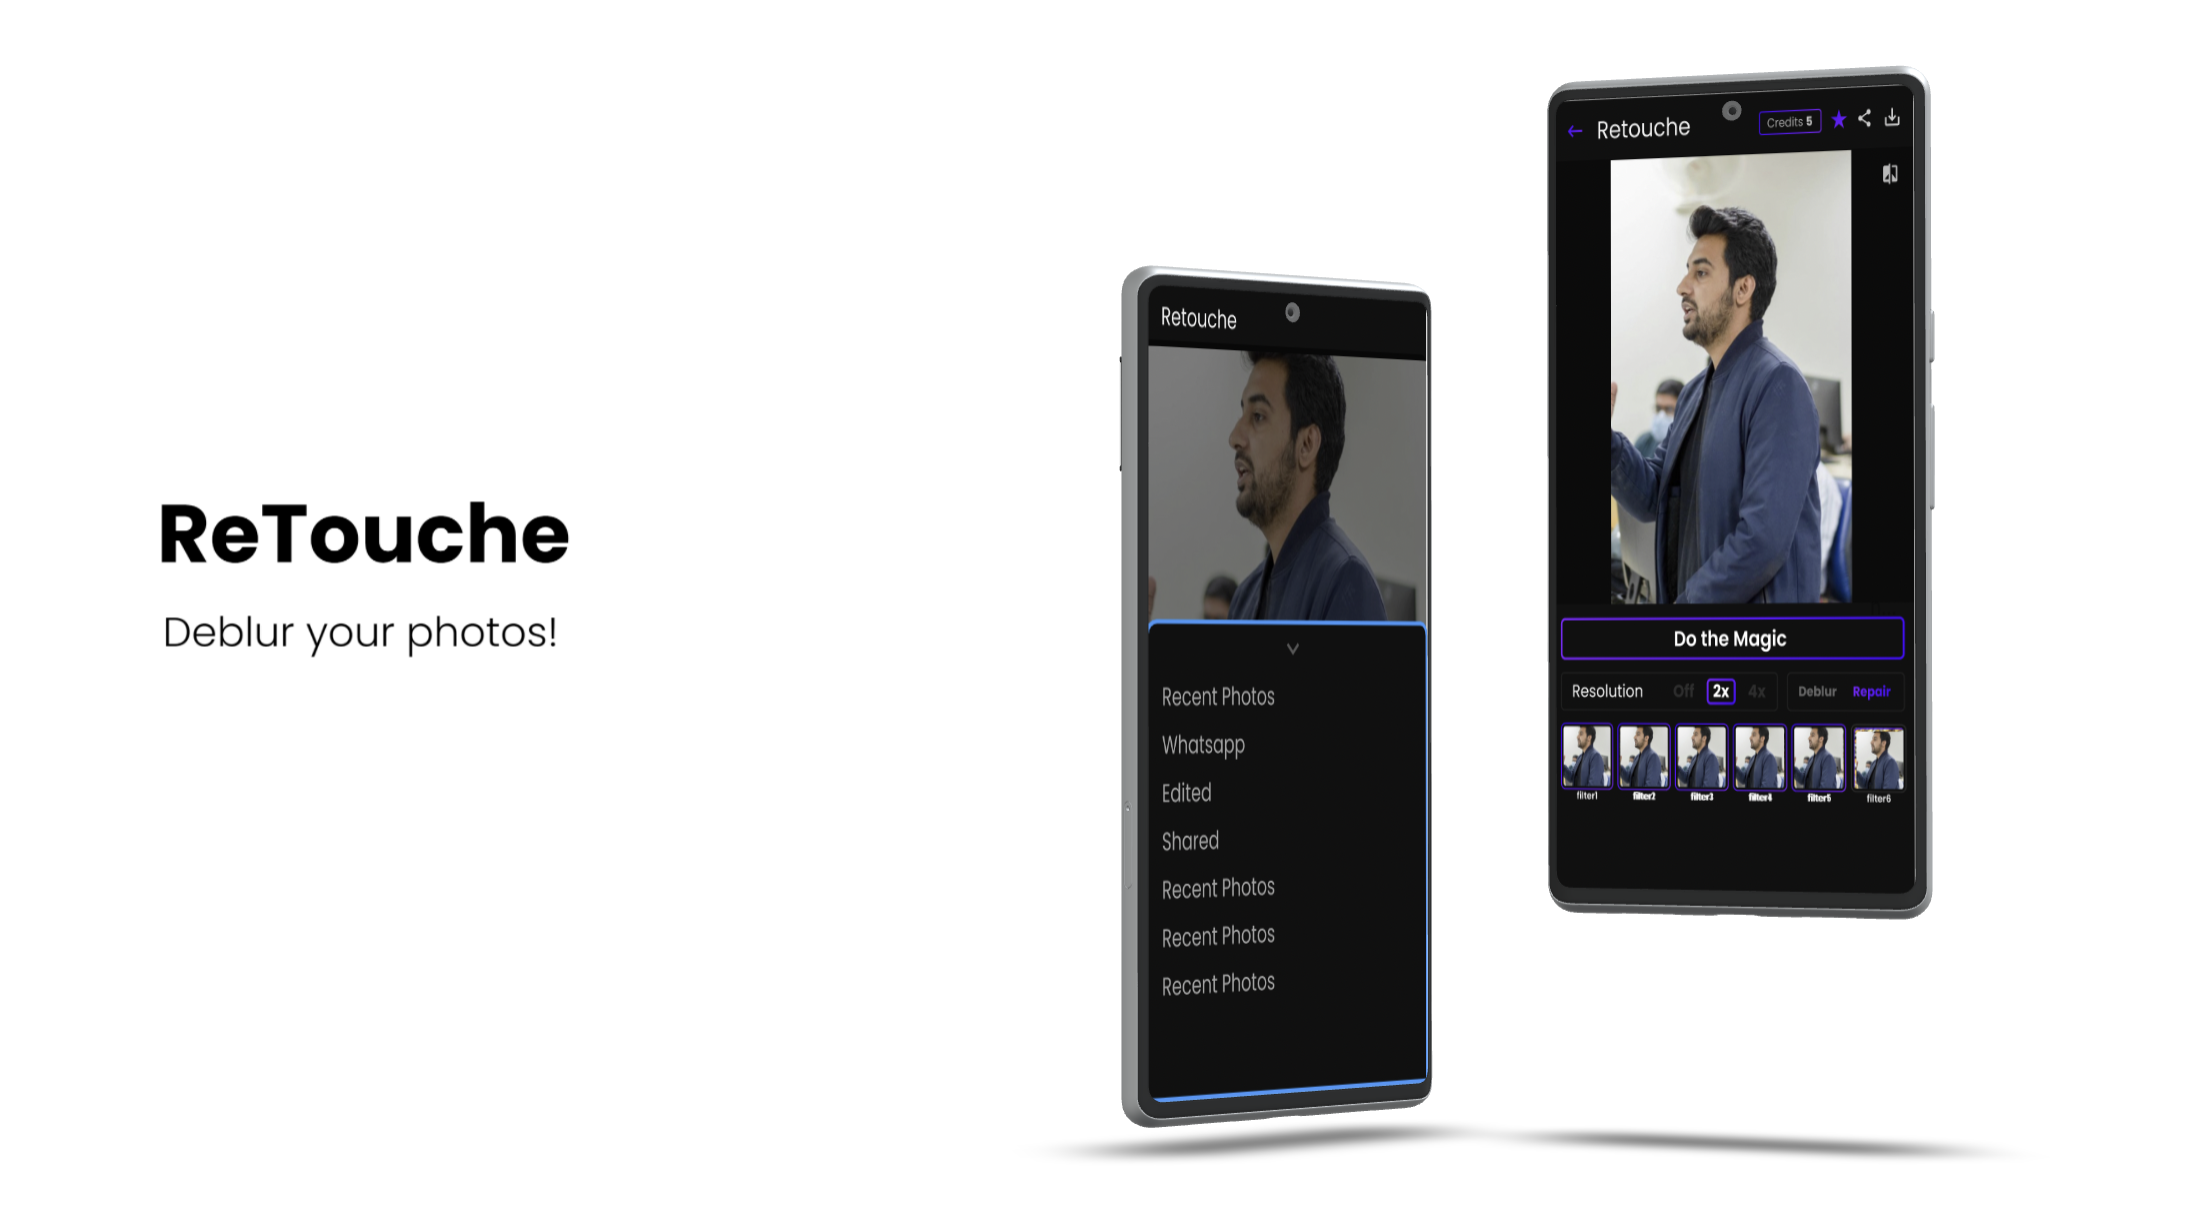 ReTouche
Deblur your photos!
Retouche
Recent Photos
Whatsapp
Edited
Shared
Recent Photos
Recent Photos
Recent Photos
Retouche
Credits 5
Do the Magic
Resolution Off 2x 4x Deblur Repair
filter1 filter2 filter3 filter4 filter5 filter6